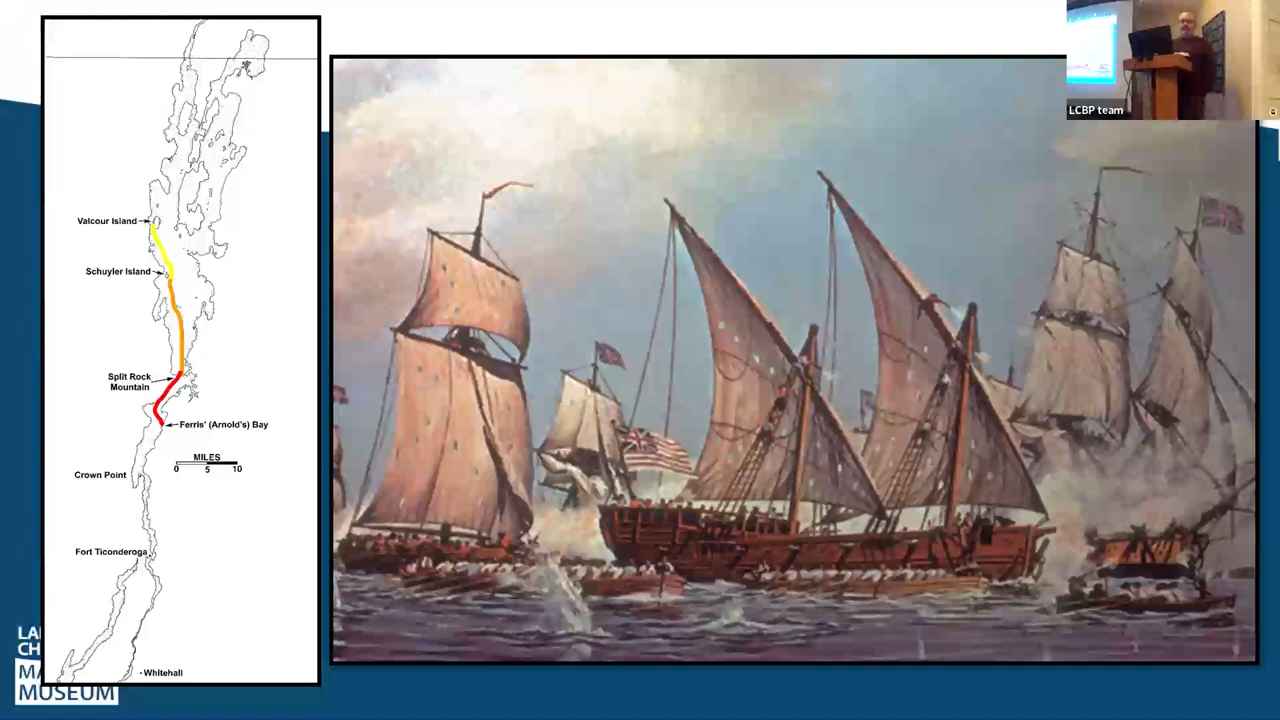 Valcour Island
Schuyler Island
Split Rock
Mountain
Ferris' (Arnold's) Bay
MILES
0 5 10
Crown Point
Fort Ticonderoga
Whitehall
LCBP team
MUSEUM